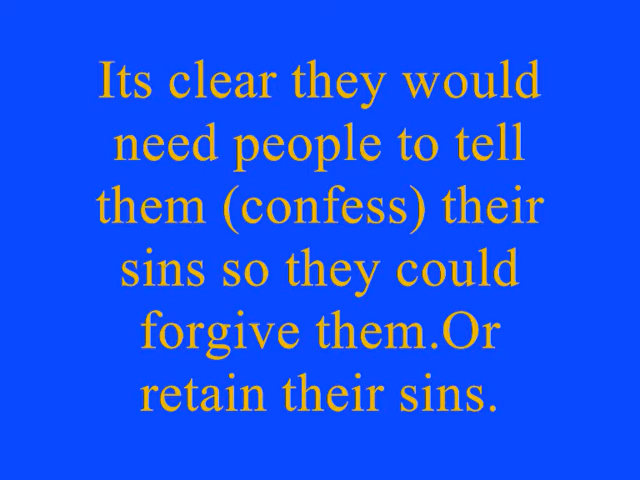 Its clear they would
need people to tell
them (confess) their
sins so they could
forgive them.Or
retain their sins.